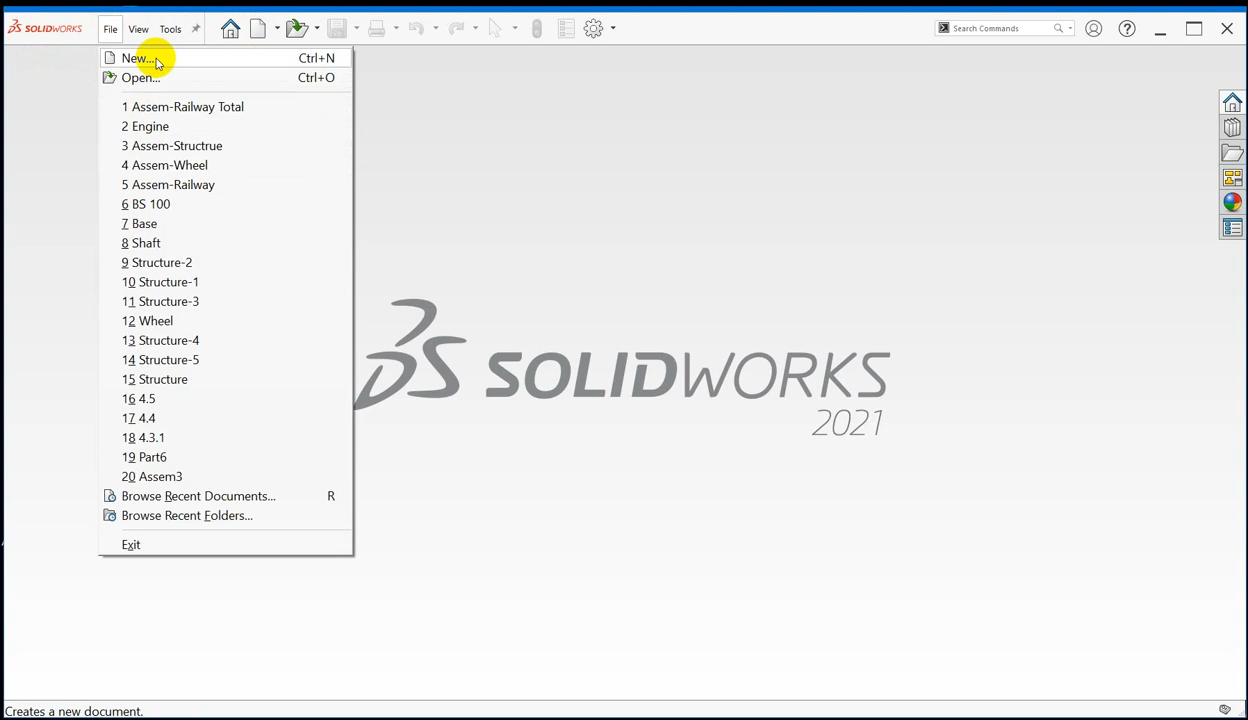 SOLIDWORKS File View Tools Search Commands
New... Ctrl+N
Open... Ctrl+O
1 Assem-Railway Total
2 Engine
3 Assem-Structrue
4 Assem-Wheel
5 Assem-Railway
6 BS 100
7 Base
8 Shaft
9 Structure-2
10 Structure-1
11 Structure-3
12 Wheel
13 Structure-4
14 Structure-5
15 Structure
16 4.5
17 4.4
18 4.3.1
19 Part6
20 Assem3
Browse Recent Documents... R
Browse Recent Folders...
Exit
SOLIDWORKS
2021
Creates a new document.